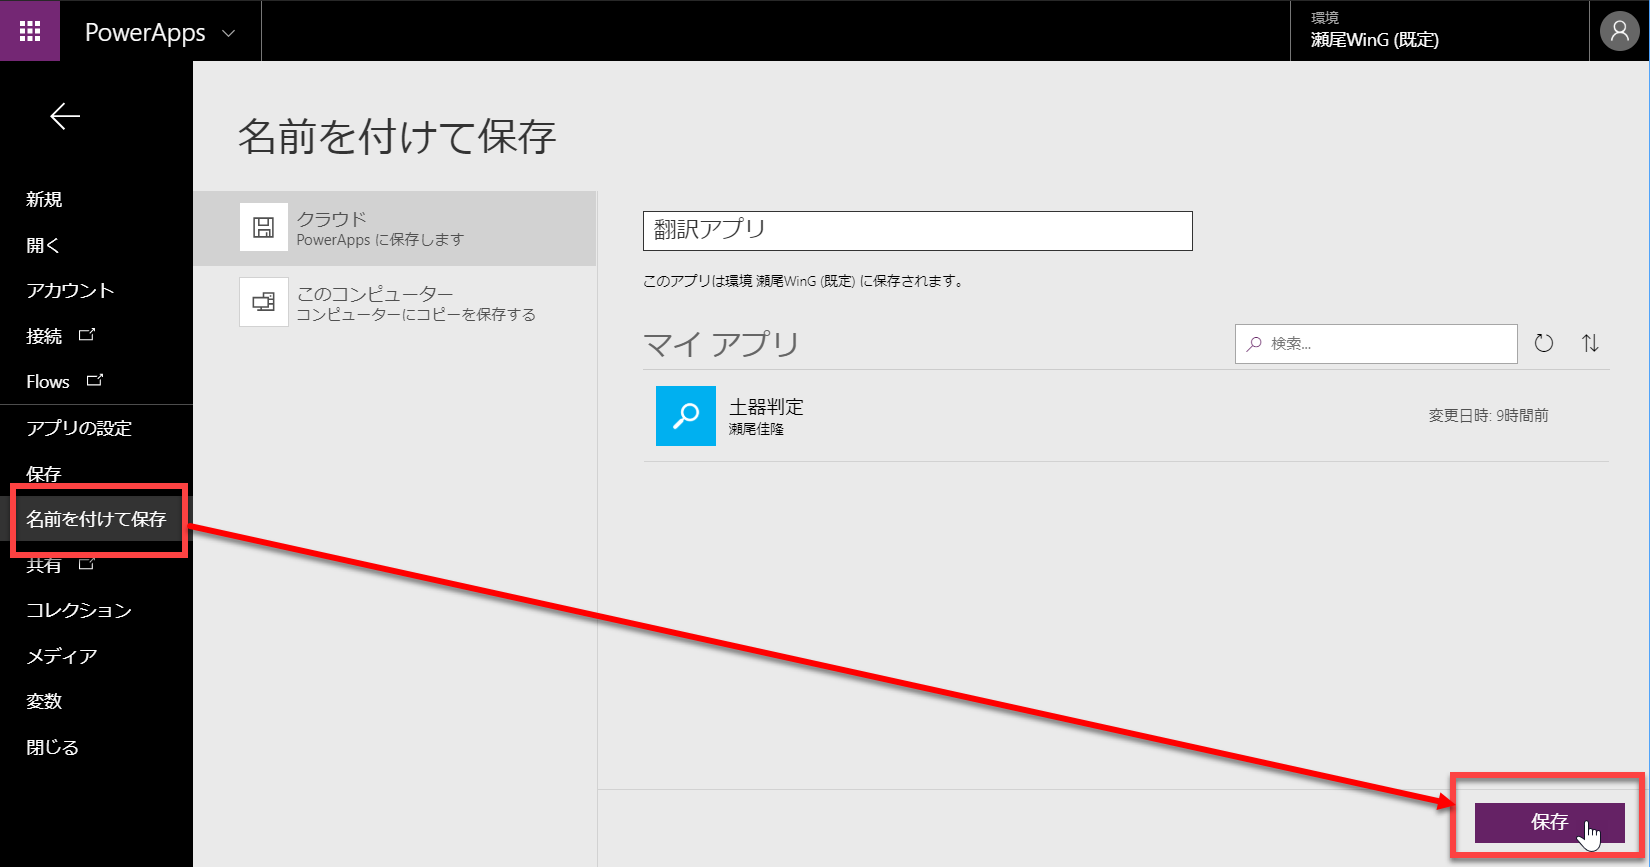 PowerApps
環境
瀬尾WinG (既定)
新規
開く
アカウント
接続
Flows
アプリの設定
保存
名前を付けて保存
共有
コレクション
メディア
変数
閉じる
名前を付けて保存
クラウド
PowerApps に保存します
このコンピューター
コンピューターにコピーを保存する
翻訳アプリ
このアプリは環境 瀬尾WinG (既定) に保存されます。
マイ アプリ
検索...
土器判定
瀬尾佳隆
変更日時: 9時間前
保存